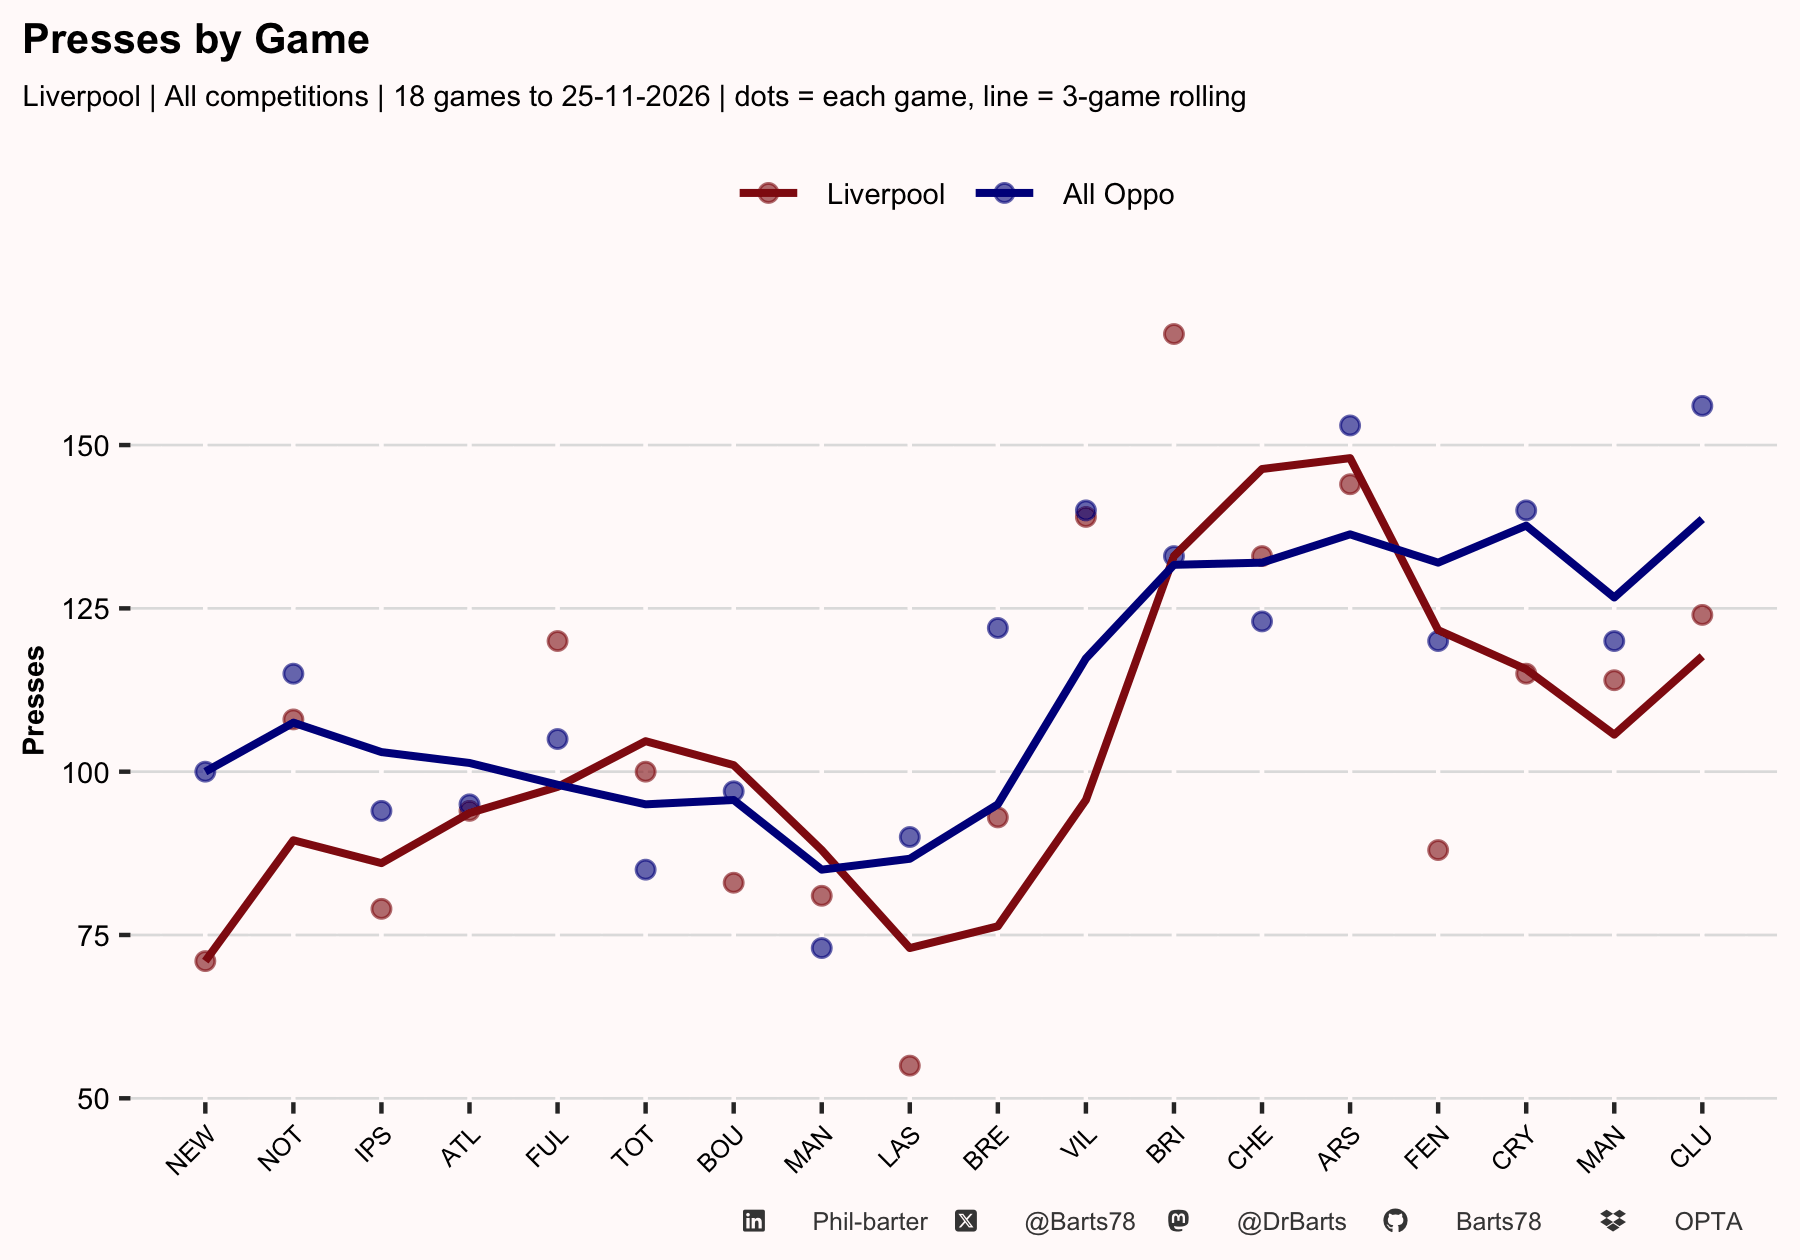 Presses by Game
Liverpool | All competitions | 18 games to 25-11-2026 | dots = each game, line = 3-game rolling
Liverpool All Oppo
150
125
100
75
50
Presses
NEW NOT IPS ATL FUL TOT BOU MAN LAS BRE VIL BRI CHE ARS FEN CRY MAN CLU
Phil-barter @Barts78 @DrBarts Barts78 OPTA